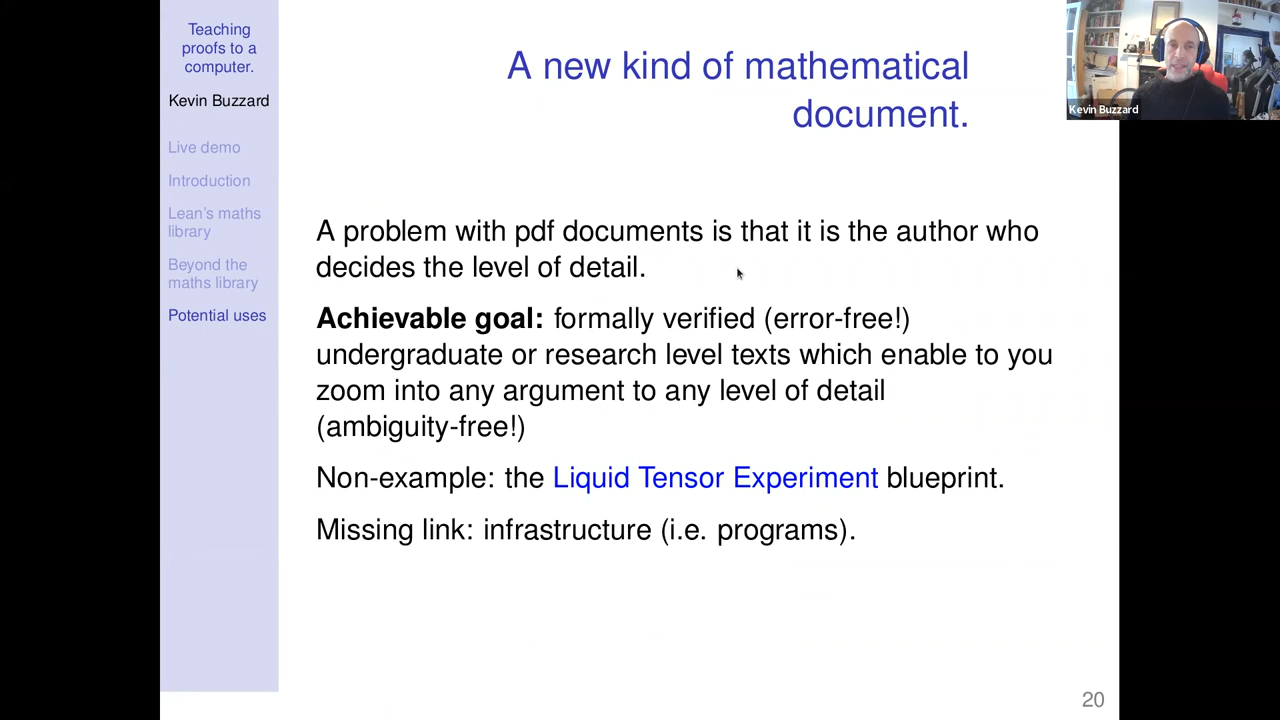 Teaching
proofs to a
computer.
Kevin Buzzard
Live demo
Introduction
Lean's maths
library
Beyond the
maths library
Potential uses
A new kind of mathematical
document.
A problem with pdf documents is that it is the author who
decides the level of detail.
Achievable goal: formally verified (error-free!)
undergraduate or research level texts which enable to you
zoom into any argument to any level of detail
(ambiguity-free!)
Non-example: the Liquid Tensor Experiment blueprint.
Missing link: infrastructure (i.e. programs).
20
Kevin Buzzard